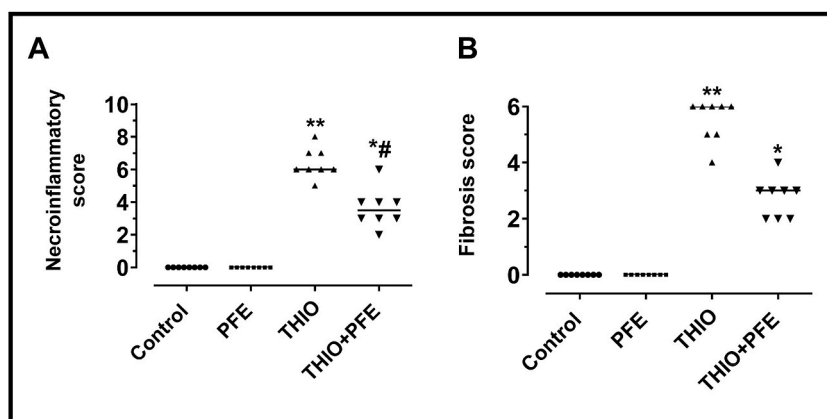 A
Necroinflammatory
score
10
8
6
4
2
0
**
*#
Control
PFE
THIO
THIO+PFE
B
Fibrosis score
6
4
2
0
**
*
Control
PFE
THIO
THIO+PFE